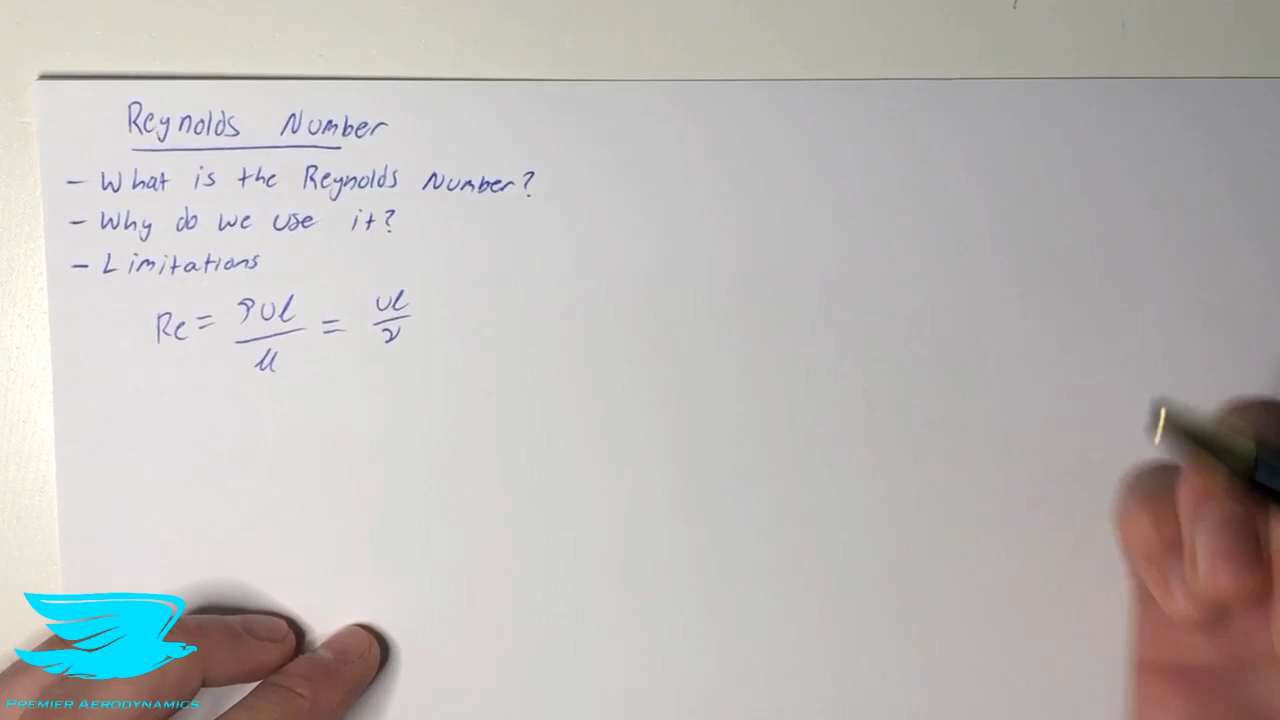 Reynolds Number
- What is the Reynolds Number?
- Why do we use it?
- Limitations
Re = ρUl / μ = Ul / ν
PREMIER AERODYNAMICS